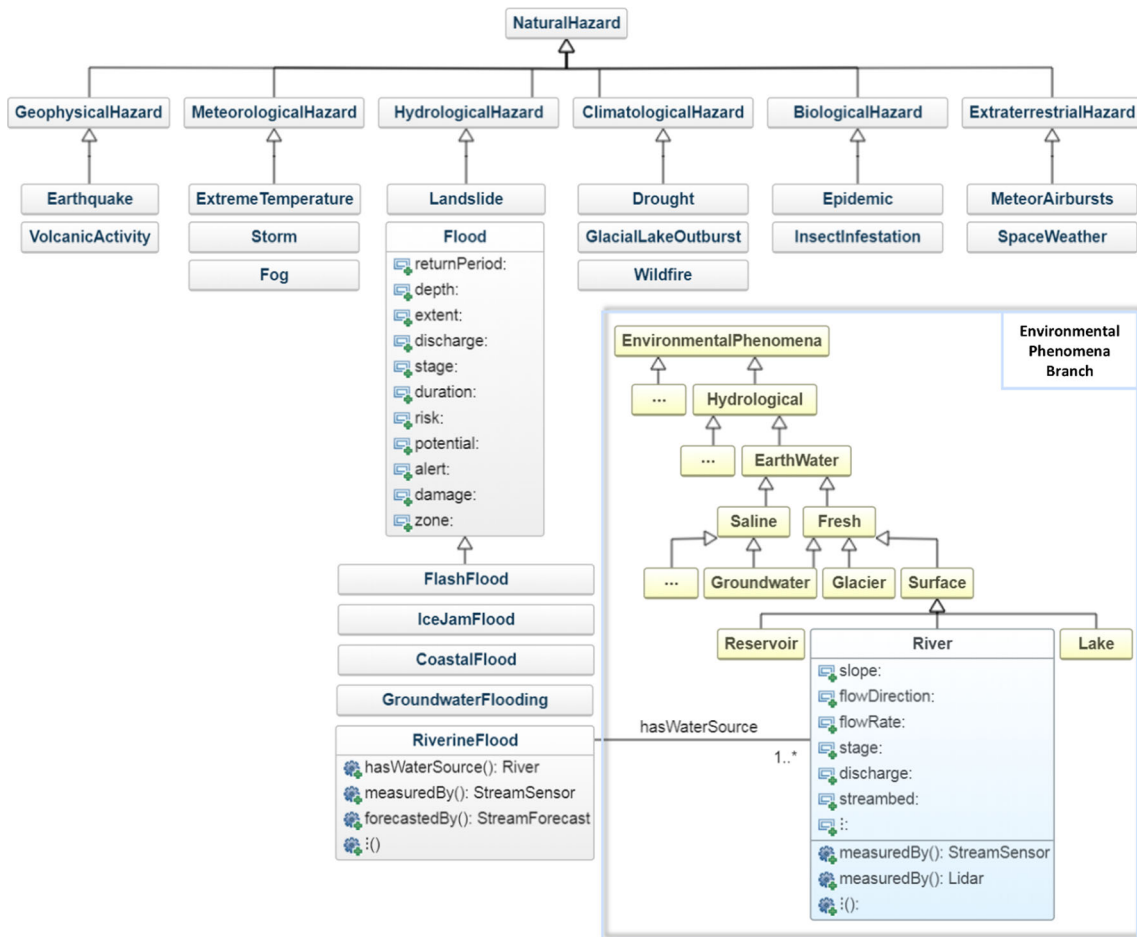 NaturalHazard
GeophysicalHazard
MeteorologicalHazard
HydrologicalHazard
ClimatologicalHazard
BiologicalHazard
ExtraterrestrialHazard
Earthquake
VolcanicActivity
ExtremeTemperature
Storm
Fog
Landslide
Flood
returnPeriod:
depth:
extent:
discharge:
stage:
duration:
risk:
potential:
alert:
damage:
zone:
Drought
GlacialLakeOutburst
Wildfire
Epidemic
InsectInfestation
MeteorAirbursts
SpaceWeather
FlashFlood
IceJamFlood
CoastalFlood
GroundwaterFlooding
RiverineFlood
hasWaterSource(): River
measuredBy(): StreamSensor
forecastedBy(): StreamForecast
⋮()
hasWaterSource
1..*
Environmental
Phenomena
Branch
EnvironmentalPhenomena
...
Hydrological
...
EarthWater
Saline
Fresh
...
Groundwater
Glacier
Surface
Reservoir
River
Lake
slope:
flowDirection:
flowRate:
stage:
discharge:
streambed:
⋮:
measuredBy(): StreamSensor
measuredBy(): Lidar
⋮():